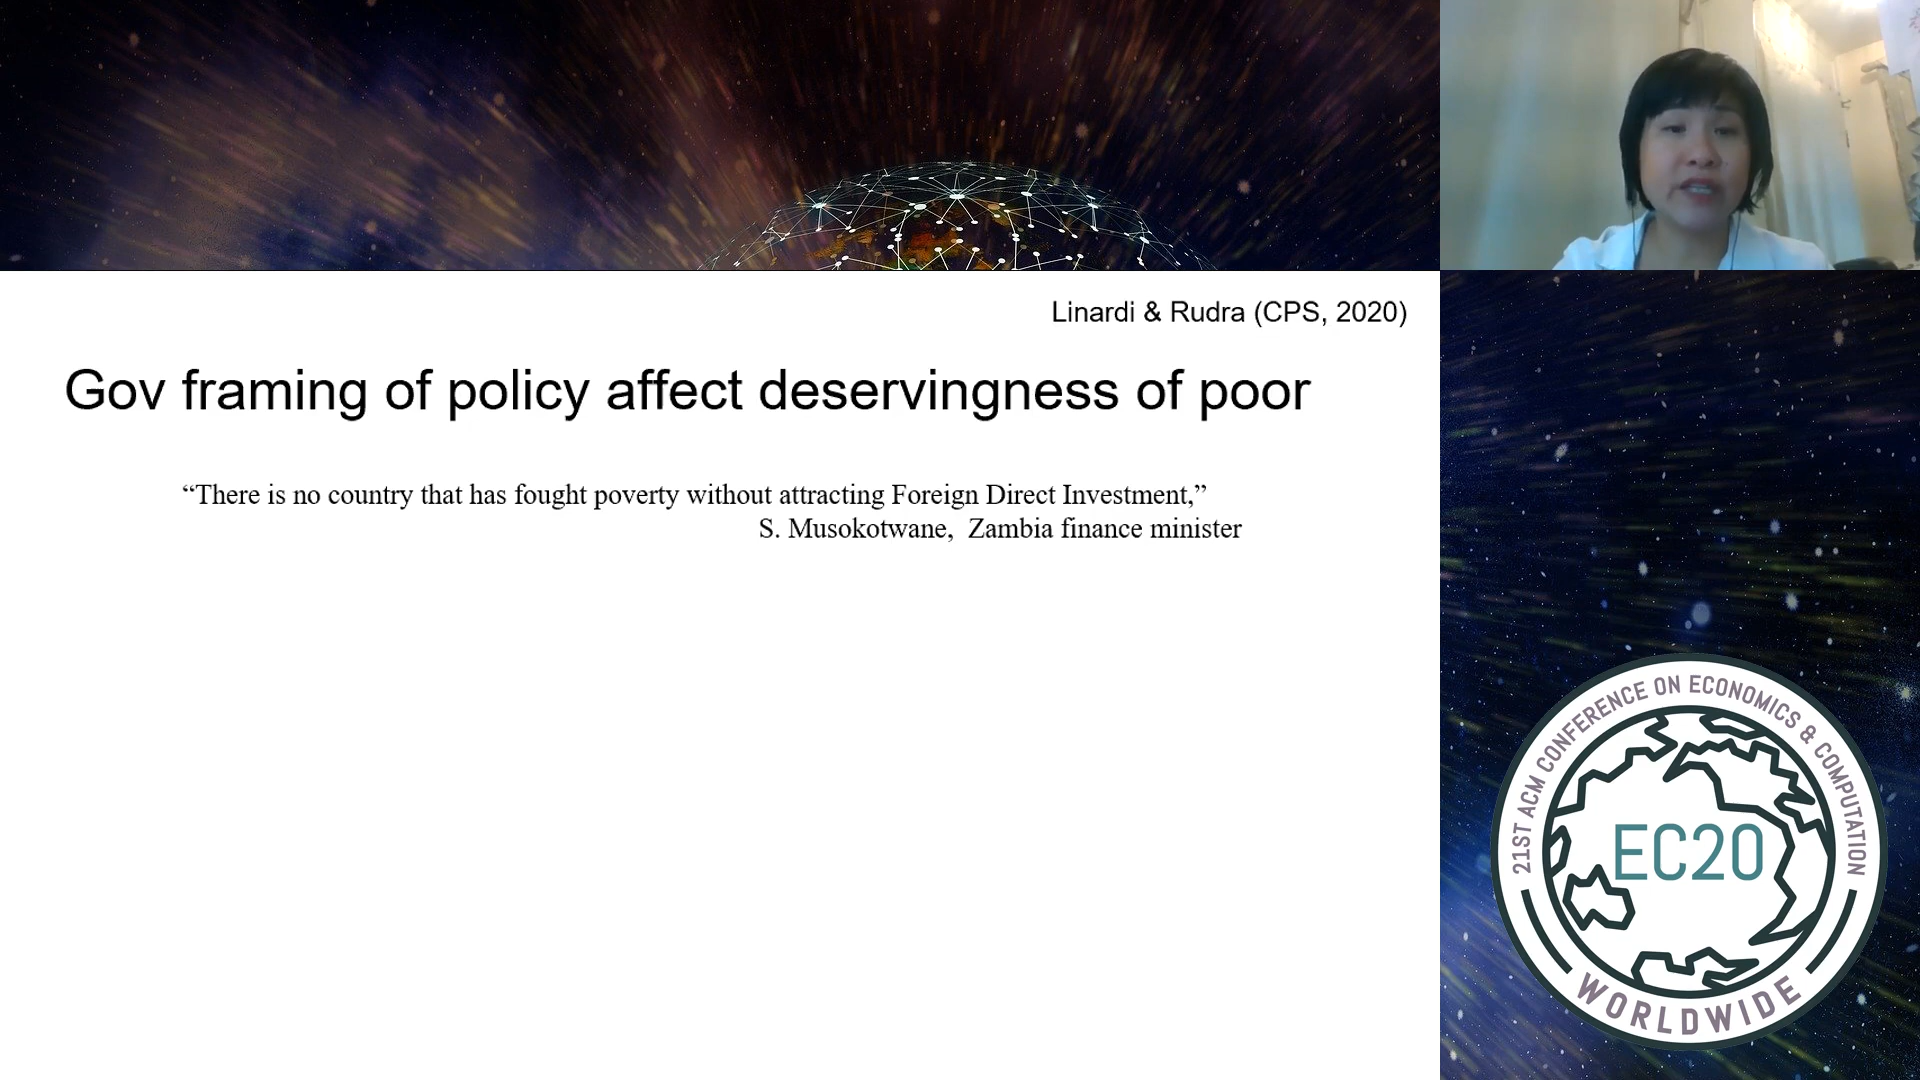 Linardi & Rudra (CPS, 2020)
Gov framing of policy affect deservingness of poor
“There is no country that has fought poverty without attracting Foreign Direct Investment,”
S. Musokotwane,  Zambia finance minister
21ST ACM CONFERENCE ON ECONOMICS & COMPUTATION
EC20
WORLDWIDE